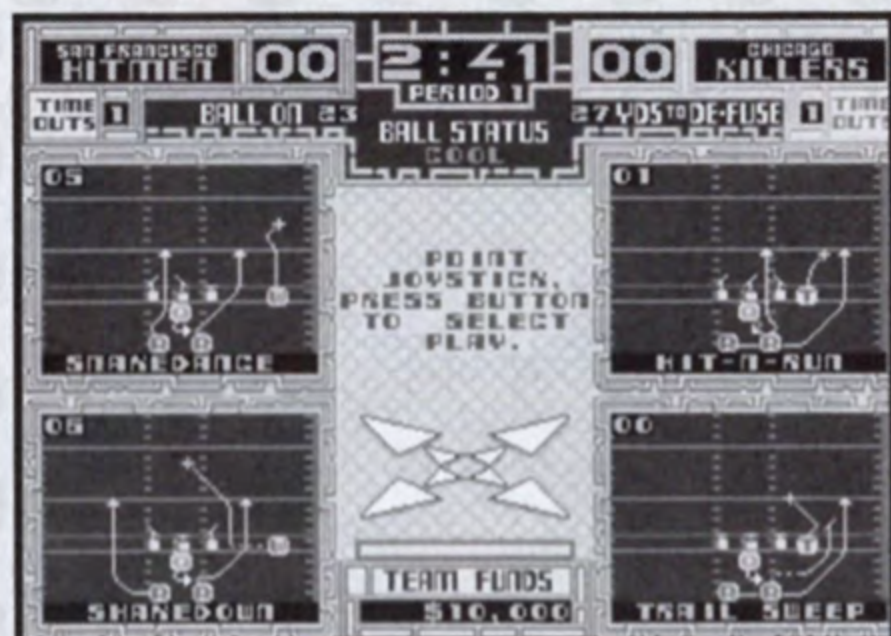 SAN FRANCISCO
HITMEN
00
2:41
PERIOD 1
00
CHICAGO
KILLERS
TIME
OUTS
1
BALL ON 23
BALL STATUS
COOL
27 YDS TO DE-FUSE
1
TIME
OUTS
05
SNAKEDANCE
01
HIT-N-RUN
POINT
JOYSTICK,
PRESS BUTTON
TO SELECT
PLAY.
06
SHAKEDOWN
00
TRAIL SWEEP
TEAM FUNDS
$10,000